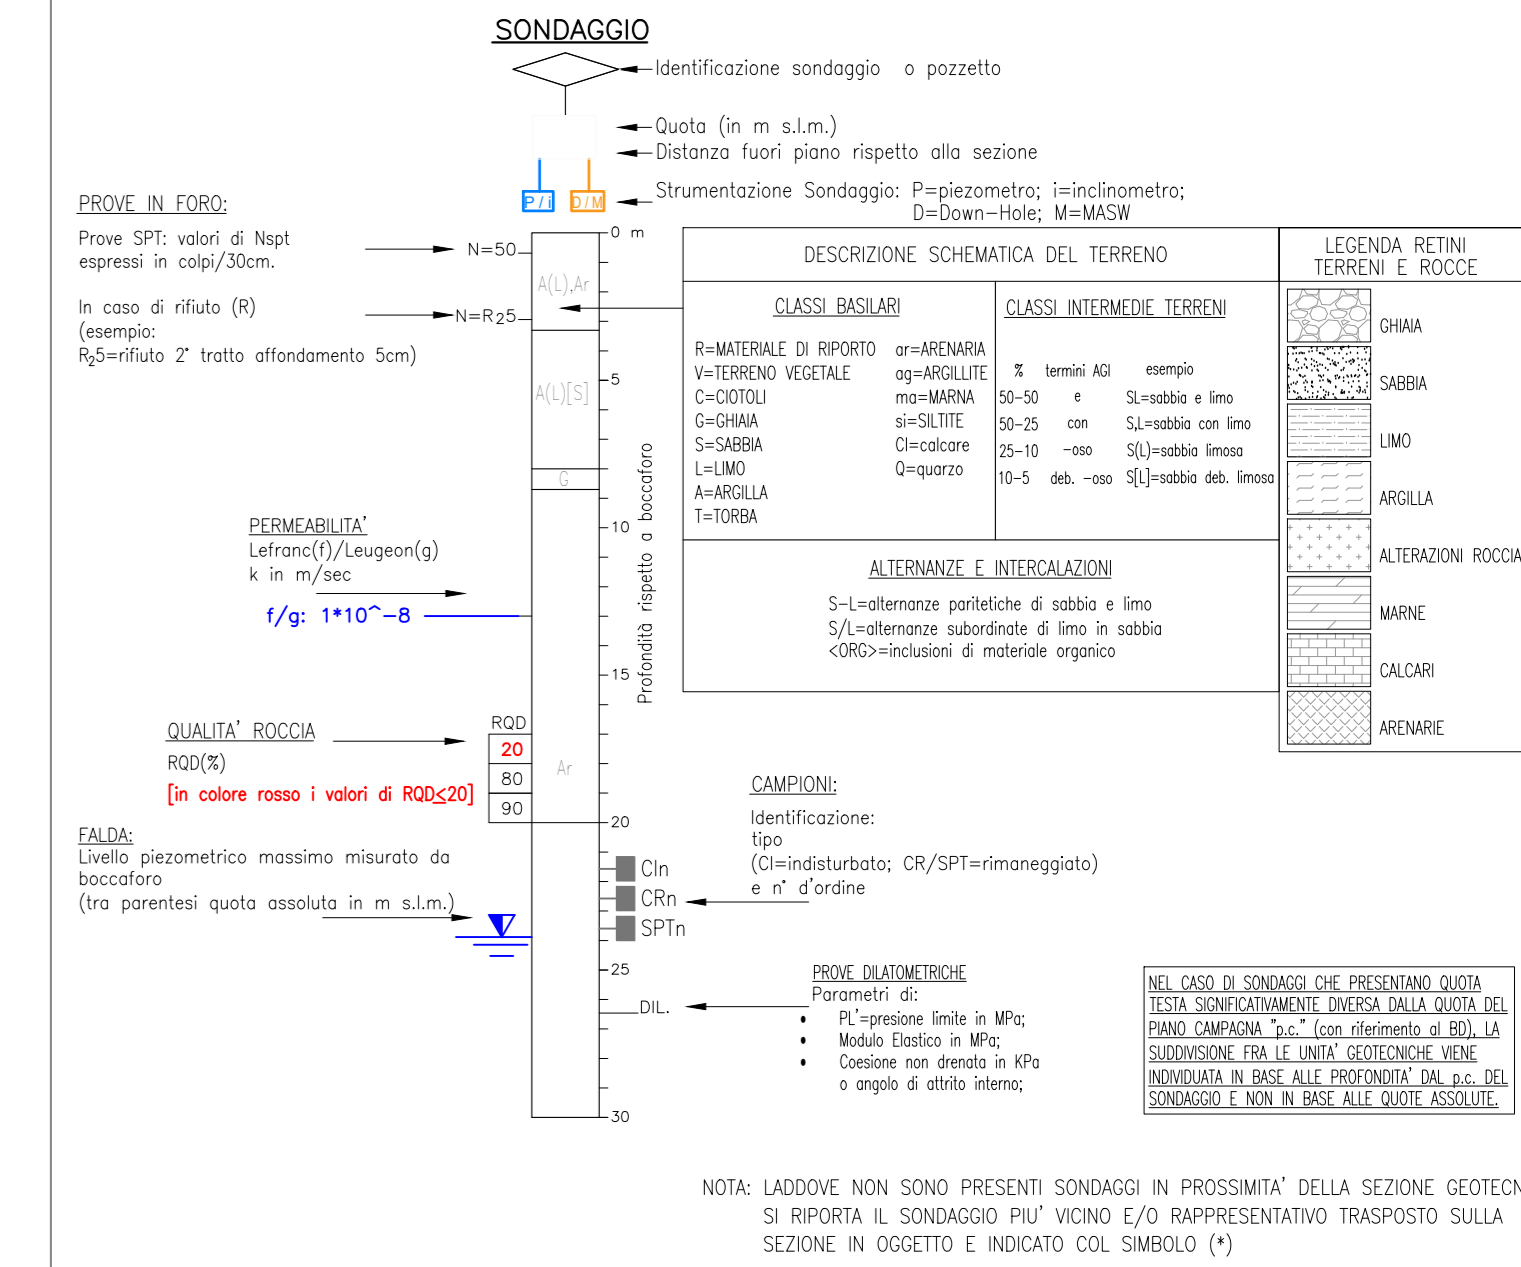 SONDAGGIO
Identificazione sondaggio o pozzetto
Quota (in m s.l.m.)
Distanza fuori piano rispetto alla sezione
P/i
D/M
Strumentazione Sondaggio: P=piezometro; i=inclinometro;
D=Down-Hole; M=MASW
PROVE IN FORO:
Prove SPT: valori di Nspt
espressi in colpi/30cm.
In caso di rifiuto (R)
(esempio:
R25=rifiuto 2° tratto affondamento 5cm)
N=50
N=R25
0 m
5
10
15
20
25
30
A(L),Ar
A(L)[S]
G
Ar
Profondità rispetto a boccaforo
PERMEABILITA'
Lefranc(f)/Leugeon(g)
k in m/sec
f/g: 1*10^-8
QUALITA' ROCCIA
RQD(%)
[in colore rosso i valori di RQD≤20]
RQD
20
80
90
FALDA:
Livello piezometrico massimo misurato da
boccaforo
(tra parentesi quota assoluta in m s.l.m.)
DESCRIZIONE SCHEMATICA DEL TERRENO
CLASSI BASILARI
R=MATERIALE DI RIPORTO
V=TERRENO VEGETALE
C=CIOTOLI
G=GHIAIA
S=SABBIA
L=LIMO
A=ARGILLA
T=TORBA
ar=ARENARIA
ag=ARGILLITE
ma=MARNA
si=SILTITE
Cl=calcare
Q=quarzo
CLASSI INTERMEDIE TERRENI
% termini AGI esempio
50-50 e SL=sabbia e limo
50-25 con S,L=sabbia con limo
25-10 -oso S(L)=sabbia limosa
10-5 deb. -oso S[L]=sabbia deb. limosa
ALTERNANZE E INTERCALAZIONI
S-L=alternanze paritetiche di sabbia e limo
S/L=alternanze subordinate di limo in sabbia
<ORG>=inclusioni di materiale organico
LEGENDA RETINI
TERRENI E ROCCE
GHIAIA
SABBIA
LIMO
ARGILLA
ALTERAZIONI ROCCIA
MARNE
CALCARI
ARENARIE
CAMPIONI:
Identificazione:
tipo
(CI=indisturbato; CR/SPT=rimaneggiato)
e n° d'ordine
CIn
CRn
SPTn
DIL.
PROVE DILATOMETRICHE
Parametri di:
• PL'=presione limite in MPa;
• Modulo Elastico in MPa;
• Coesione non drenata in KPa
o angolo di attrito interno;
NEL CASO DI SONDAGGI CHE PRESENTANO QUOTA
TESTA SIGNIFICATIVAMENTE DIVERSA DALLA QUOTA DEL
PIANO CAMPAGNA "p.c." (con riferimento al BD), LA
SUDDIVISIONE FRA LE UNITA' GEOTECNICHE VIENE
INDIVIDUATA IN BASE ALLE PROFONDITA' DAL p.c. DEL
SONDAGGIO E NON IN BASE ALLE QUOTE ASSOLUTE.
NOTA: LADDOVE NON SONO PRESENTI SONDAGGI IN PROSSIMITA' DELLA SEZIONE GEOTECN
SI RIPORTA IL SONDAGGIO PIU' VICINO E/O RAPPRESENTATIVO TRASPOSTO SULLA
SEZIONE IN OGGETTO E INDICATO COL SIMBOLO (*)